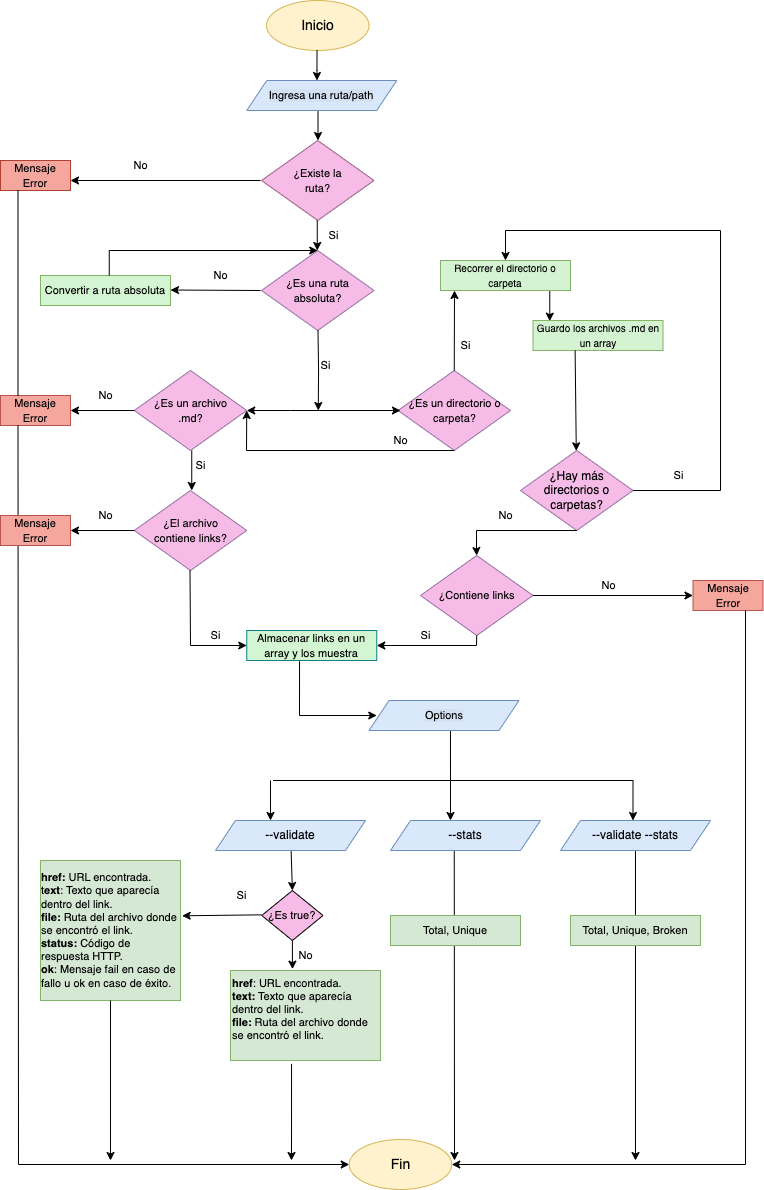 Inicio
Ingresa una ruta/path
¿Existe la
ruta?
No
Mensaje
Error
Si
¿Es una ruta
absoluta?
No
Convertir a ruta absoluta
Recorrer el directorio o
carpeta
Guardo los archivos .md en
un array
Si
Si
¿Es un archivo
.md?
No
Mensaje
Error
¿Es un directorio o
carpeta?
No
Si
¿Hay más
directorios o
carpetas?
Si
No
¿El archivo
contiene links?
No
Mensaje
Error
¿Contiene links
No
Mensaje
Error
Si
Almacenar links en un
array y los muestra
Si
Options
--validate
--stats
--validate --stats
¿Es true?
Si
href: URL encontrada.
text: Texto que aparecía
dentro del link.
file: Ruta del archivo donde
se encontró el link.
status: Código de
respuesta HTTP.
ok: Mensaje fail en caso de
fallo u ok en caso de éxito.
Total, Unique
Total, Unique, Broken
No
href: URL encontrada.
text: Texto que aparecía
dentro del link.
file: Ruta del archivo donde
se encontró el link.
Fin